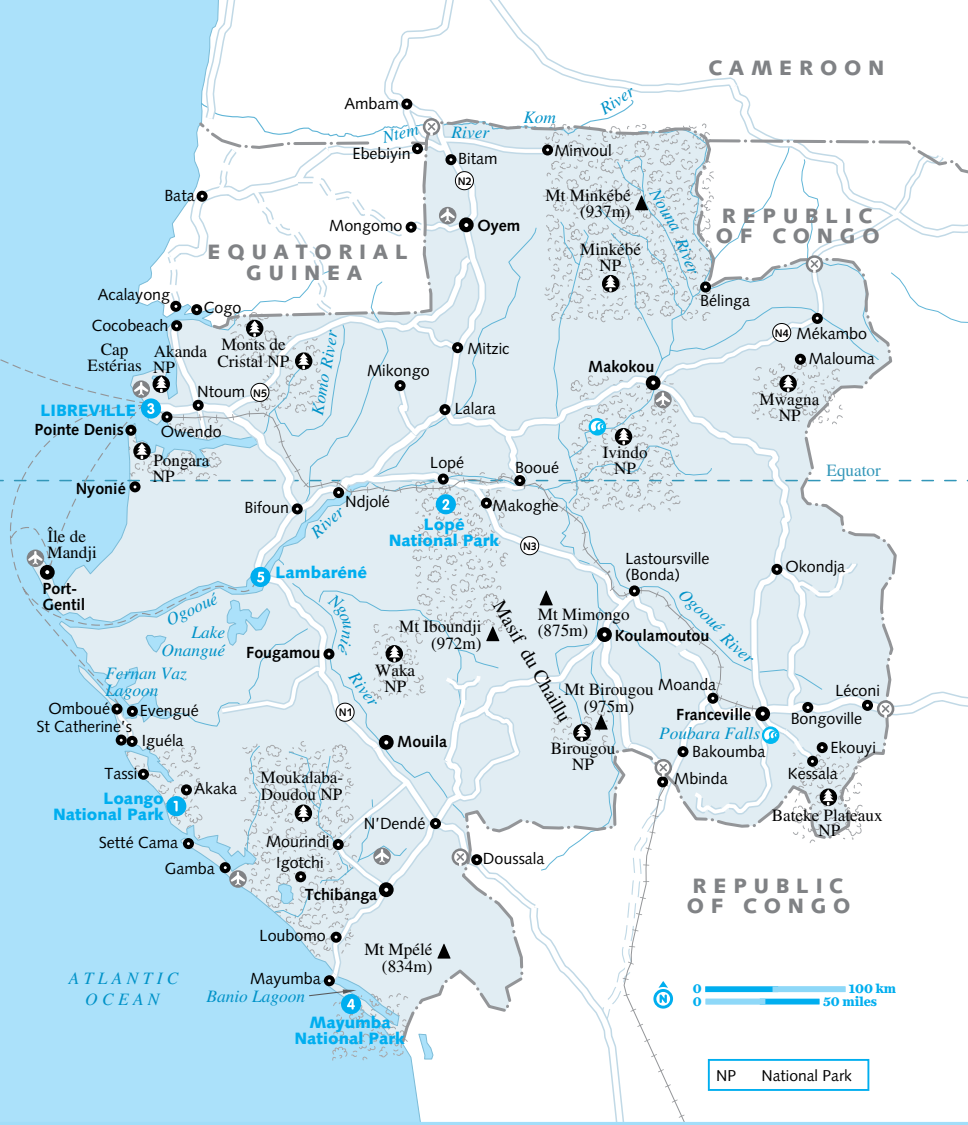 CAMEROON
Ambam
River
Kom
Ntem
River
Ebebiyin
Bitam
Minvoul
N2
Bata
Mt Minkébé
(937m)
Nouna River
REPUBLIC
OF CONGO
Mongomo
Oyem
EQUATORIAL
GUINEA
Minkébé
NP
Bélinga
Acalayong
Cogo
Cocobeach
Monts de
Cristal NP
Komo River
N4
Mékambo
Mitzic
Malouma
Cap
Estérias
Akanda
NP
Mikongo
Makokou
Mwagna
NP
Ntoum
N5
LIBREVILLE
3
Lalara
Pointe Denis
Owendo
Ivindo
NP
Pongara
NP
Lopé
Booué
Equator
Nyonié
Ndjolé
2
Makoghe
Bifoun
River
Lopé
National Park
N3
Île de
Mandji
Port-
Gentil
5
Lambaréné
Lastoursville
(Bonda)
Okondja
Ogooué
Ngounié
River
Lake
Onangué
Mt Iboundji
(972m)
Masif du Chaillu
Mt Mimongo
(875m)
Koulamoutou
Ogooué River
Fougamou
Waka
NP
Fernan Vaz
Lagoon
Mt Birougou
(975m)
Moanda
Léconi
Omboué
Evengué
N1
Franceville
Bongoville
St Catherine's
Iguéla
Mouila
Birougou
NP
Poubara Falls
Bakoumba
Ekouyi
Kessala
Tassi
Moukalaba-
Doudou NP
Mbinda
Akaka
Loango
National Park
1
Bateke Plateaux
NP
N'Dendé
Setté Cama
Mourindi
Doussala
Gamba
Igotchi
Tchibanga
REPUBLIC
OF CONGO
Loubomo
Mt Mpélé
(834m)
ATLANTIC
OCEAN
Mayumba
Banio Lagoon
4
Mayumba
National Park
N
0 100 km
0 50 miles
NP National Park